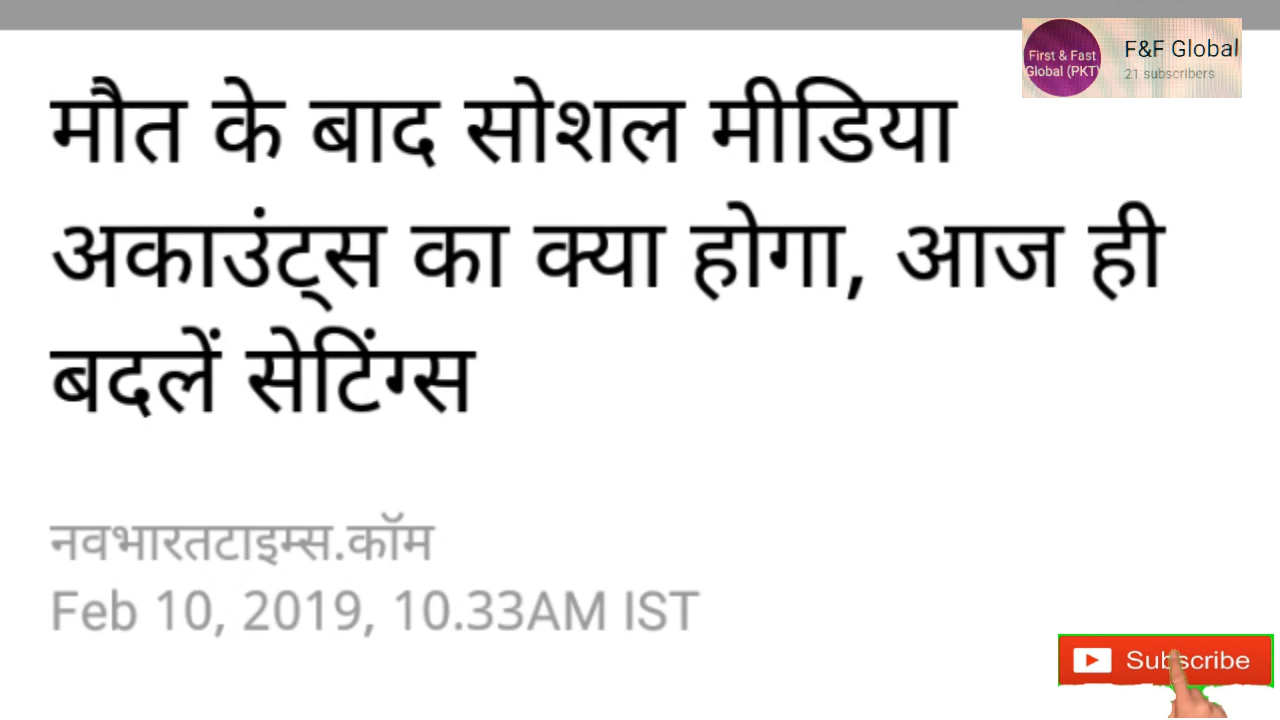 First & Fast
Global (PKT)
F&F Global
21 subscribers
मौत के बाद सोशल मीडिया
अकाउंट्स का क्या होगा, आज ही
बदलें सेटिंग्स
नवभारतटाइम्स.कॉम
Feb 10, 2019, 10.33AM IST
Subscribe